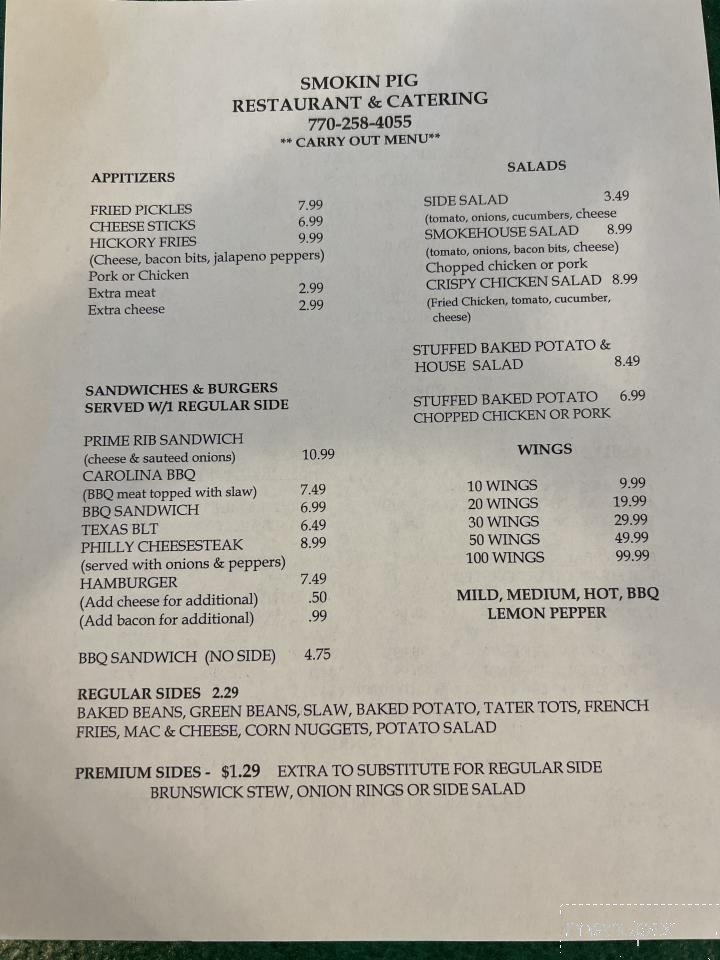 SMOKIN PIG
RESTAURANT & CATERING
770-258-4055
** CARRY OUT MENU**
APPITIZERS
FRIED PICKLES 7.99
CHEESE STICKS 6.99
HICKORY FRIES 9.99
(Cheese, bacon bits, jalapeno peppers)
Pork or Chicken
Extra meat 2.99
Extra cheese 2.99
SANDWICHES & BURGERS
SERVED W/1 REGULAR SIDE
PRIME RIB SANDWICH
(cheese & sauteed onions) 10.99
CAROLINA BBQ
(BBQ meat topped with slaw) 7.49
BBQ SANDWICH 6.99
TEXAS BLT 6.49
PHILLY CHEESESTEAK 8.99
(served with onions & peppers)
HAMBURGER 7.49
(Add cheese for additional) .50
(Add bacon for additional) .99
BBQ SANDWICH (NO SIDE) 4.75
SALADS
SIDE SALAD 3.49
(tomato, onions, cucumbers, cheese
SMOKEHOUSE SALAD 8.99
(tomato, onions, bacon bits, cheese)
Chopped chicken or pork
CRISPY CHICKEN SALAD 8.99
(Fried Chicken, tomato, cucumber,
cheese)
STUFFED BAKED POTATO &
HOUSE SALAD 8.49
STUFFED BAKED POTATO 6.99
CHOPPED CHICKEN OR PORK
WINGS
10 WINGS 9.99
20 WINGS 19.99
30 WINGS 29.99
50 WINGS 49.99
100 WINGS 99.99
MILD, MEDIUM, HOT, BBQ
LEMON PEPPER
REGULAR SIDES 2.29
BAKED BEANS, GREEN BEANS, SLAW, BAKED POTATO, TATER TOTS, FRENCH
FRIES, MAC & CHEESE, CORN NUGGETS, POTATO SALAD
PREMIUM SIDES - $1.29 EXTRA TO SUBSTITUTE FOR REGULAR SIDE
BRUNSWICK STEW, ONION RINGS OR SIDE SALAD